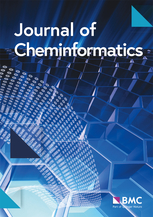 Journal of
Cheminformatics
BMC
Part of Springer Nature